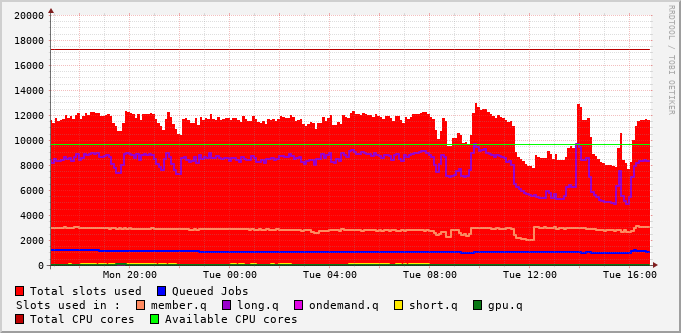 20000
18000
16000
14000
12000
10000
8000
6000
4000
2000
0
Mon 20:00 Tue 00:00 Tue 04:00 Tue 08:00 Tue 12:00 Tue 16:00
Total slots used Queued Jobs
Slots used in : member.q long.q ondemand.q short.q gpu.q
Total CPU cores Available CPU cores
RRDTOOL / TOBI OETIKER